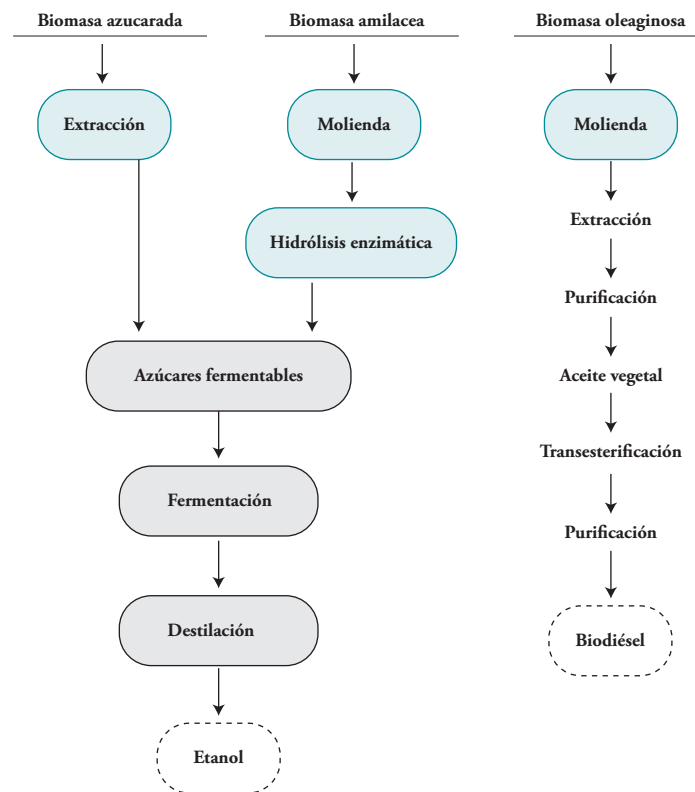 Biomasa azucarada
Biomasa amilacea
Biomasa oleaginosa
Extracción
Molienda
Molienda
Hidrólisis enzimática
Extracción
Purificación
Azúcares fermentables
Aceite vegetal
Transesterificación
Fermentación
Purificación
Destilación
Biodiésel
Etanol